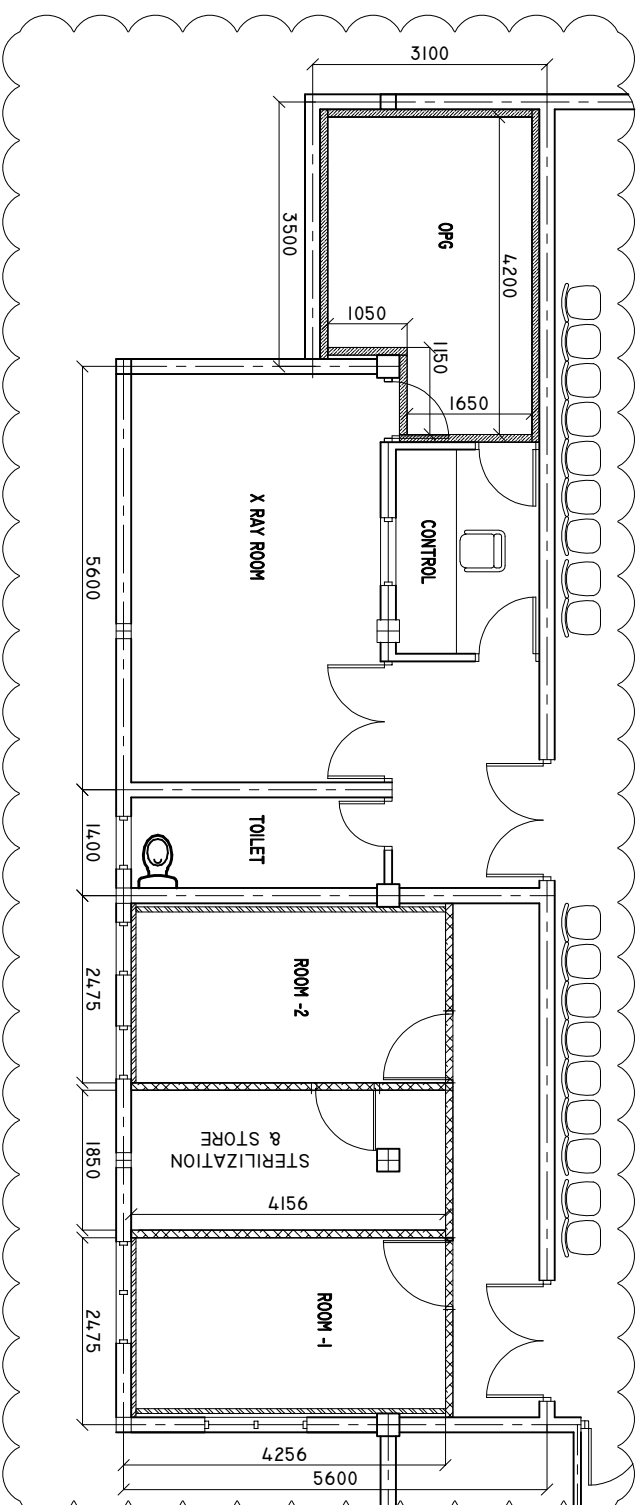 3100
3500
OPG
4200
1050
1150
1650
X RAY ROOM
CONTROL
5600
TOILET
1400
ROOM -2
2475
STERILIZATION
& STORE
1850
4156
ROOM -1
2475
4256
5600